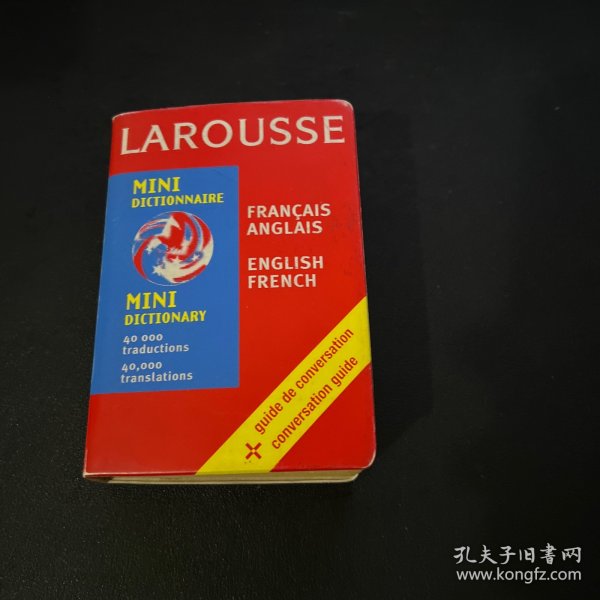 LAROUSSE
MINI
DICTIONNAIRE
MINI
DICTIONARY
40 000
traductions
40,000
translations
FRANÇAIS
ANGLAIS
ENGLISH
FRENCH
guide de conversation
conversation guide
孔夫子旧书网
www.kongfz.com